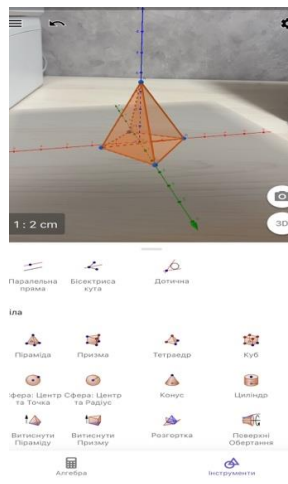 1 : 2 cm
3D
Паралельна пряма
Бісектриса кута
Дотична
іла
Піраміда
Призма
Тетраедр
Куб
фера: Центр та Точка
Сфера: Центр та Радіус
Конус
Циліндр
Витиснути Піраміду
Витиснути Призму
Розгортка
Поверхні Обертання
Алгебра
Інструменти